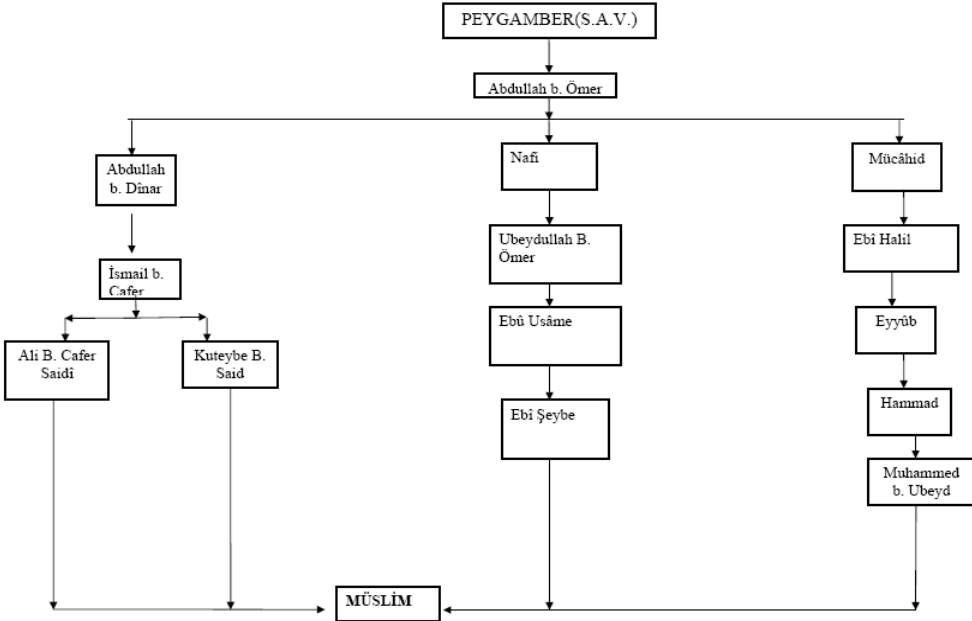 PEYGAMBER(S.A.V.)
Abdullah b. Ömer
Abdullah
b. Dînar
İsmail b.
Cafer
Ali B. Cafer
Saidî
Kuteybe B.
Said
Nafi
Ubeydullah B.
Ömer
Ebû Usâme
Ebî Şeybe
Mücâhid
Ebî Halil
Eyyûb
Hammad
Muhammed
b. Ubeyd
MÜSLİM